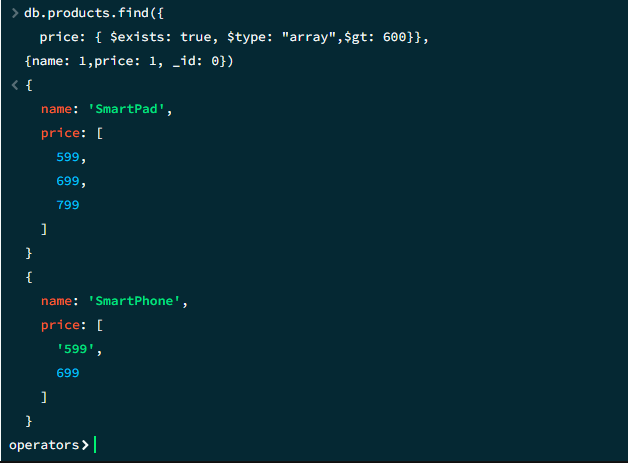 > db.products.find({
price: { $exists: true, $type: "array",$gt: 600}},
{name: 1,price: 1, _id: 0})
< {
name: 'SmartPad',
price: [
599,
699,
799
]
}
{
name: 'SmartPhone',
price: [
'599',
699
]
}
operators>